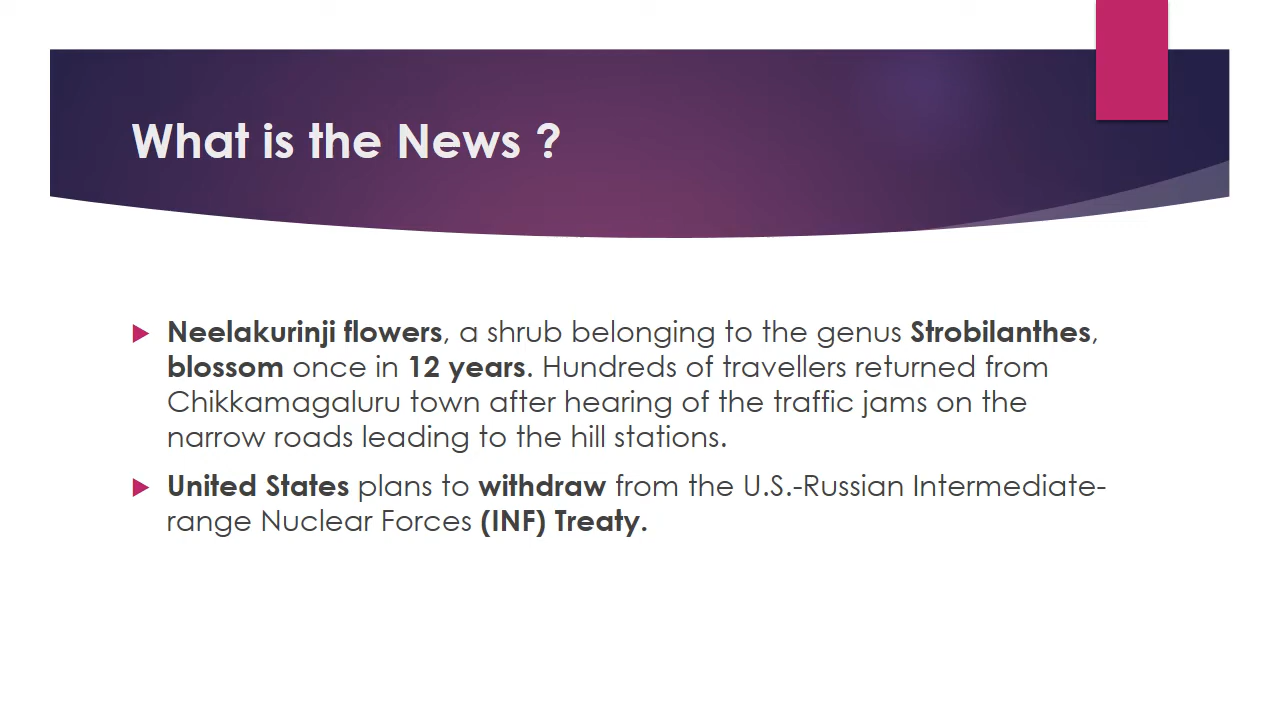 What is the News ?
Neelakurinji flowers, a shrub belonging to the genus Strobilanthes,
blossom once in 12 years. Hundreds of travellers returned from
Chikkamagaluru town after hearing of the traffic jams on the
narrow roads leading to the hill stations.
United States plans to withdraw from the U.S.-Russian Intermediate-
range Nuclear Forces (INF) Treaty.